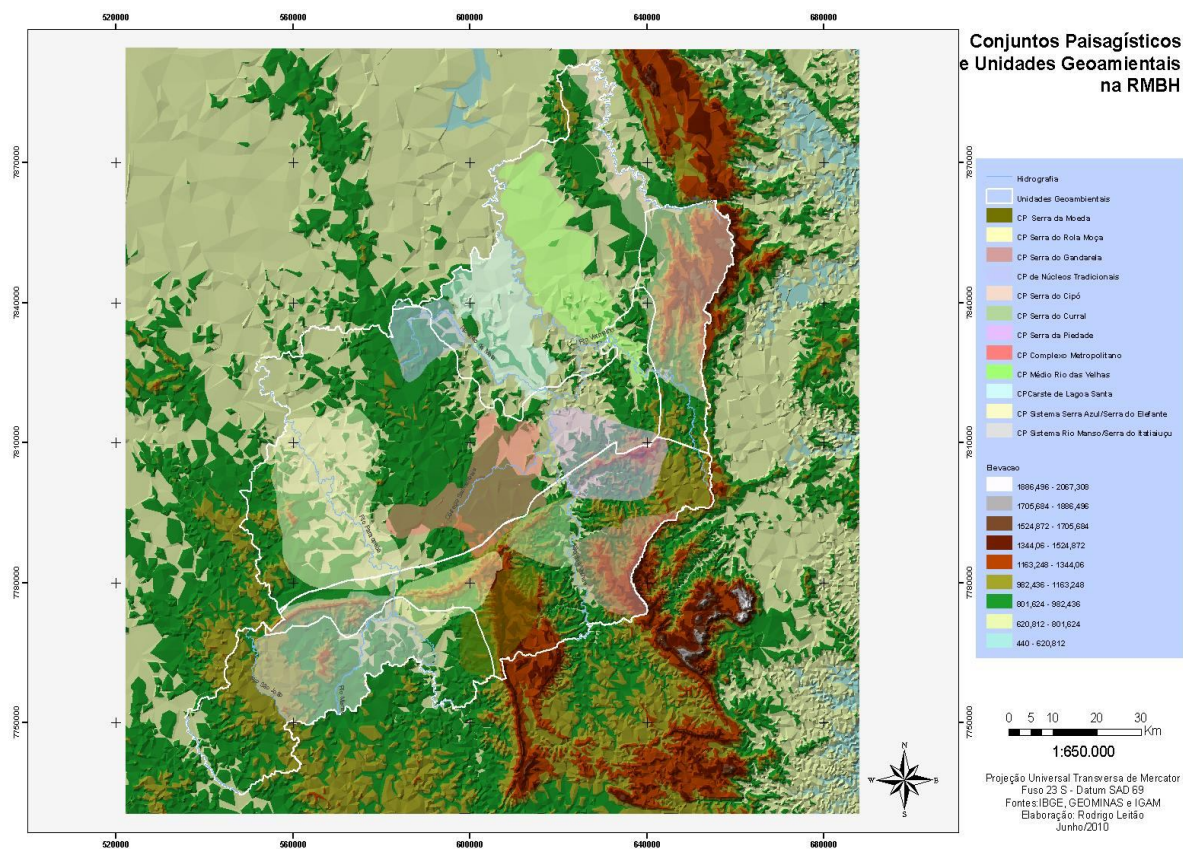 520000 560000 600000 640000 680000
Conjuntos Paisagísticos
e Unidades Geoamientais
na RMBH
7870000 7870000
7840000 7840000
7810000 7810000
7780000 7780000
7750000 7750000
Hidrografia
Unidades Geoambientais
CP Serra da Moeda
CP Serra do Rola Moça
CP Serra do Gandarela
CP de Núcleos Tradicionais
CP Serra do Cipó
CP Serra do Curral
CP Serra da Piedade
CP Complexo Metropolitano
CP Médio Rio das Velhas
CPCarste de Lagoa Santa
CP Sistema Serra Azul/Serra do Elefante
CP Sistema Rio Manso/Serra do Itatiaiuçu
Elevacao
1886,496 - 2067,308
1705,684 - 1886,496
1524,872 - 1705,684
1344,06 - 1524,872
1163,248 - 1344,06
982,436 - 1163,248
801,624 - 982,436
620,812 - 801,624
440 - 620,812
Rio Paraopeba
0 5 10 20 30
Km
1:650.000
N
W E
S
Projeção Universal Transversa de Mercator
Fuso 23 S - Datum SAD 69
Fontes:IBGE, GEOMINAS e IGAM
Elaboração: Rodrigo Leitão
Junho/2010
520000 560000 600000 640000 680000